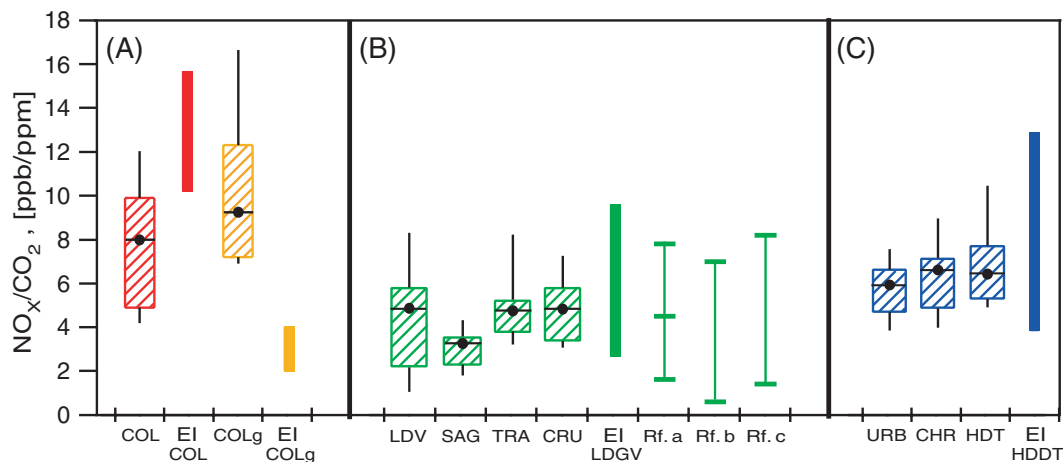 NOX/CO2 , [ppb/ppm]
18
16
14
12
10
8
6
4
2
0
(A)
(B)
(C)
COL EI COL COLg EI COLg
LDV SAG TRA CRU EI LDGV Rf. a Rf. b Rf. c
URB CHR HDT EI HDDT